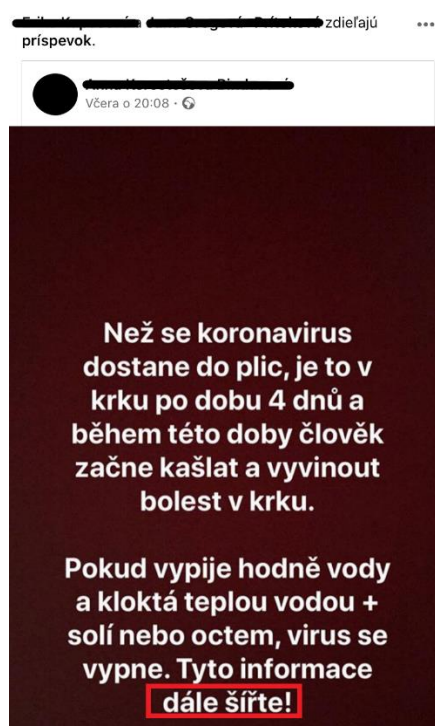 zdieľajú
príspevok.
Včera o 20:08 ·
Než se koronavirus
dostane do plic, je to v
krku po dobu 4 dnů a
během této doby člověk
začne kašlat a vyvinout
bolest v krku.
Pokud vypije hodně vody
a kloktá teplou vodou +
solí nebo octem, virus se
vypne. Tyto informace
dále šířte!